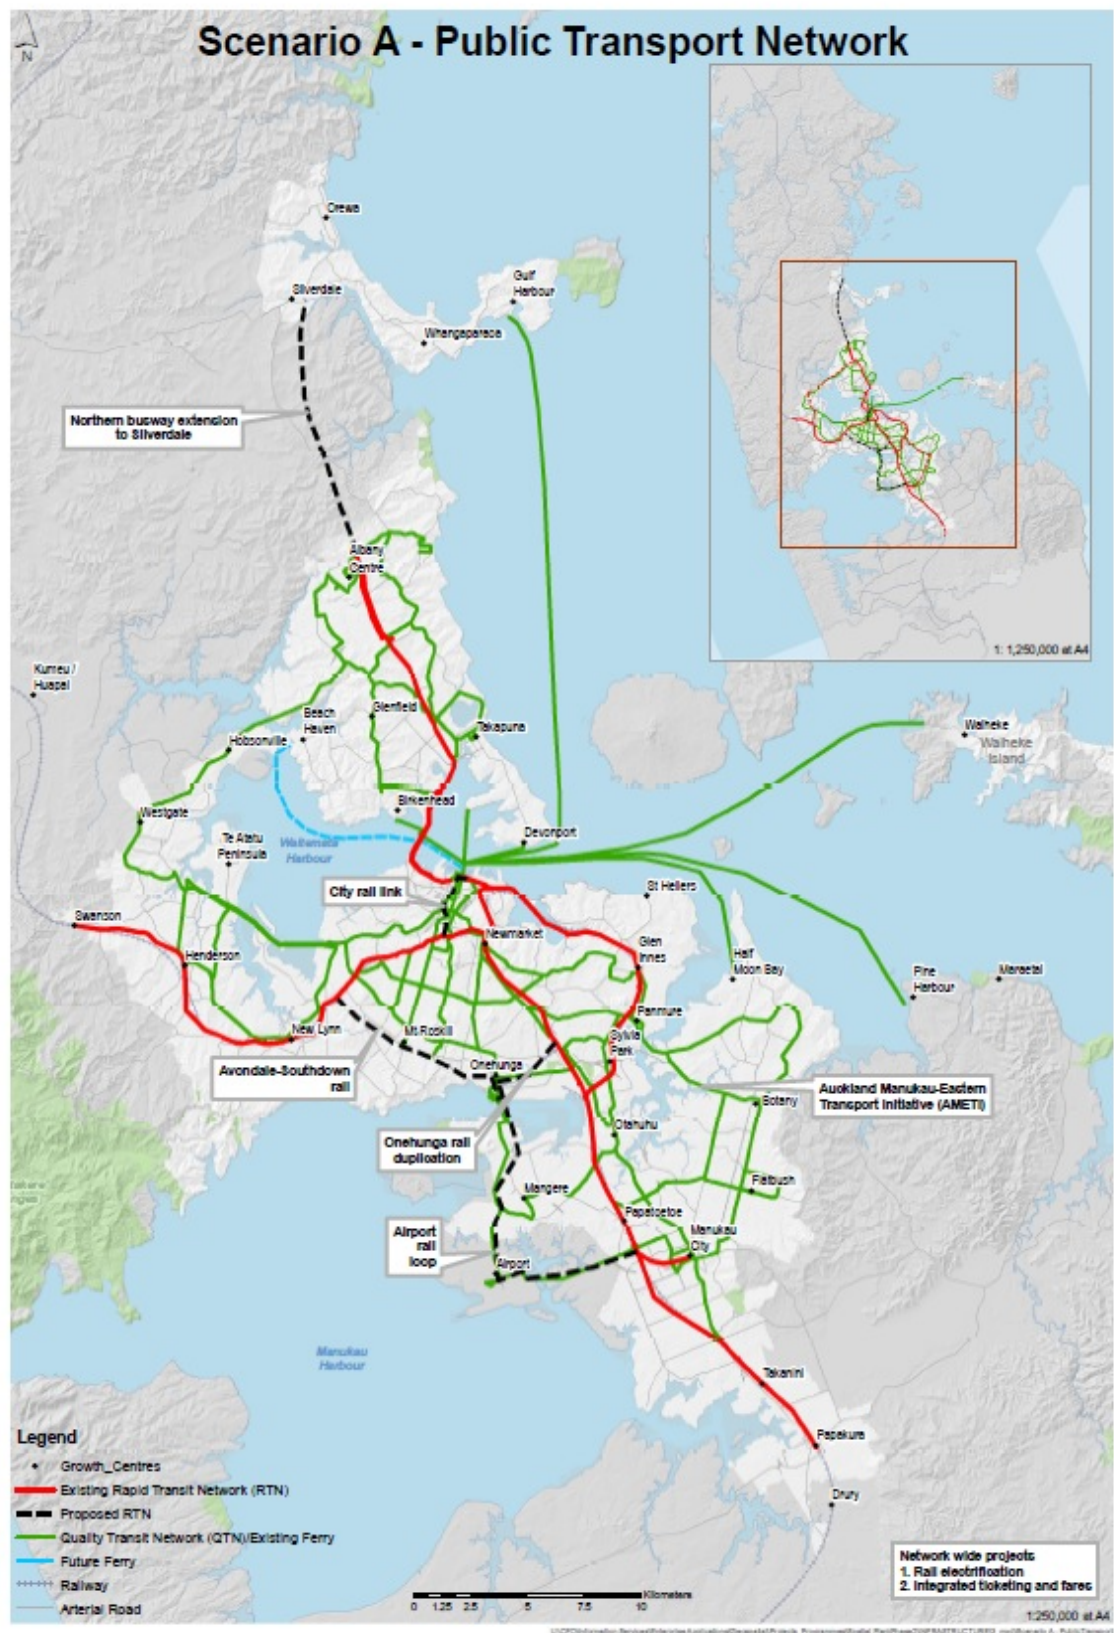 Scenario A - Public Transport Network
N
1: 1,250,000 at A4
Orewa
Silverdale
Gulf
Harbour
Whangaparaoa
Northern busway extension
to Silverdale
Albany
Centre
Kumeu /
Huapai
Beach
Haven
Glenfield
Takapuna
Hobsonville
Waiheke
Waiheke
Island
Westgate
Birkenhead
Te Atatu
Peninsula
Waitemata
Harbour
Devonport
City rail link
St Heliers
Swanson
Newmarket
Henderson
Glen
Innes
Half
Moon Bay
Pine
Harbour
Maraetai
New Lynn
Mt Roskill
Panmure
Sylvia
Park
Avondale-Southdown
rail
Onehunga
Auckland Manukau-Eastern
Transport Initiative (AMETI)
Botany
Otahuhu
Onehunga rail
duplication
Mangere
Flatbush
Papatoetoe
Manukau
City
Airport
rail
loop
Airport
Manukau
Harbour
Takanini
Papakura
Drury
Legend
Growth_Centres
Existing Rapid Transit Network (RTN)
Proposed RTN
Quality Transit Network (QTN)/Existing Ferry
Future Ferry
Railway
Arterial Road
Kilometers
0 1.25 2.5 5 7.5 10
Network wide projects
1. Rail electrification
2. Integrated ticketing and fares
1:250,000 at A4